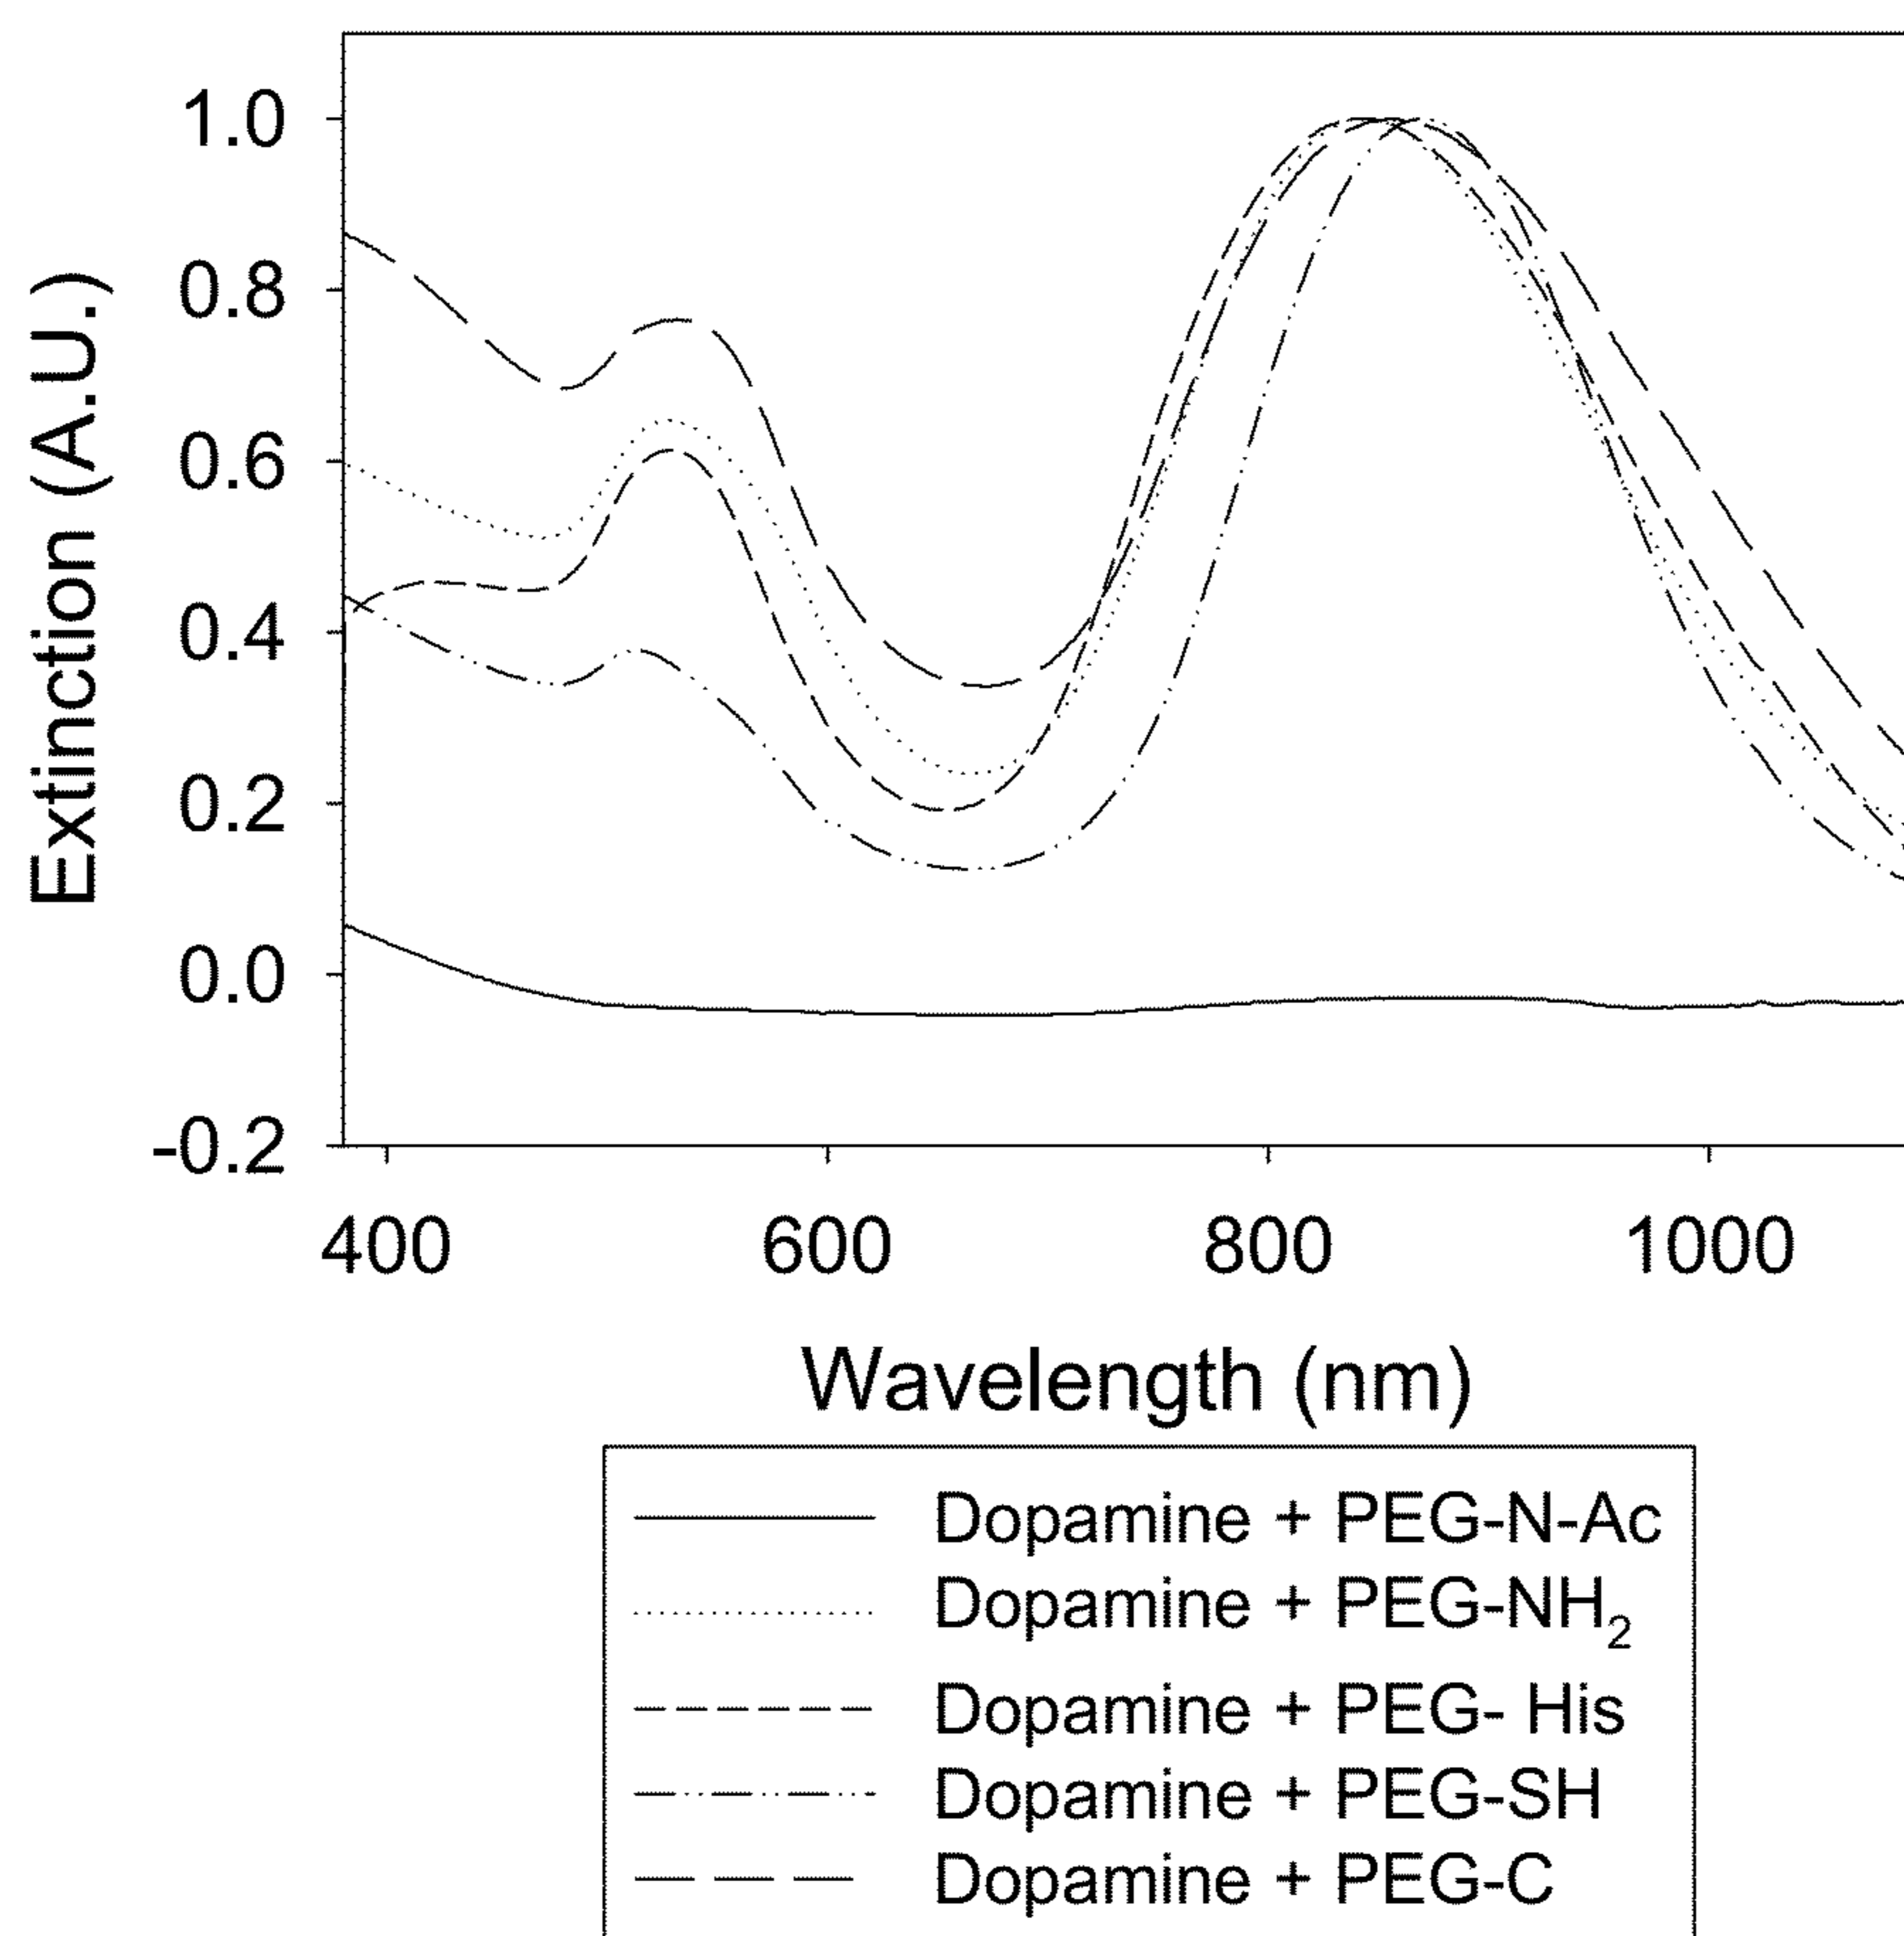 Extinction (A.U.)
1.0
0.8
0.6
0.4
0.2
0.0
-0.2
400 600 800 1000
Wavelength (nm)
Dopamine + PEG-N-Ac
Dopamine + PEG-NH₂
Dopamine + PEG- His
Dopamine + PEG-SH
Dopamine + PEG-C